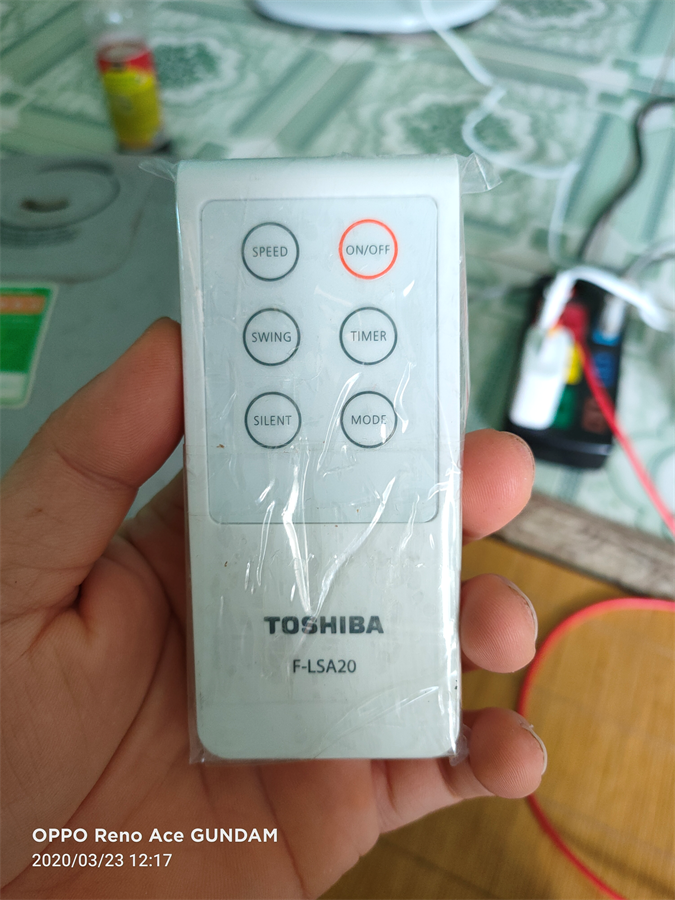 SPEED ON/OFF
SWING TIMER
SILENT MODE
TOSHIBA
F-LSA20
OPPO Reno Ace GUNDAM
2020/03/23 12:17